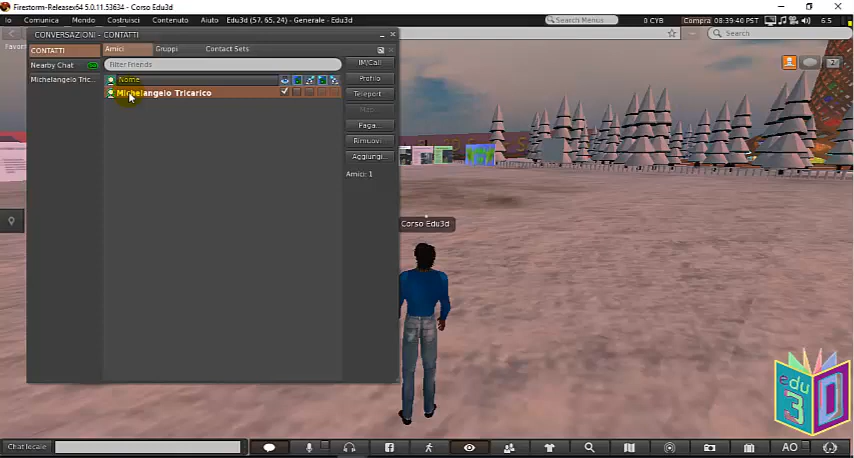 Firestorm-Releasex64 5.0.11.53634 - Corso Edu3d
Comunica Mondo Costruisci Contenuto Aiuto Edu3d (57, 65, 24) - Generale - Edu3d
Search Menus 0 CYB Compra 08:39:40 PM 6.5
Search
CONVERSAZIONI - CONTATTI
CONTATTI Amici Gruppi Contact Sets
Nearby Chat Filter Friends IM/Call
Michelangelo Tric... Nome Profilo
Michelangelo Tricarico Teleport...
Paga...
Rimuovi...
Aggiungi...
Amici: 1
2
Corso Edu3d
edu
3D
Chat locale AO